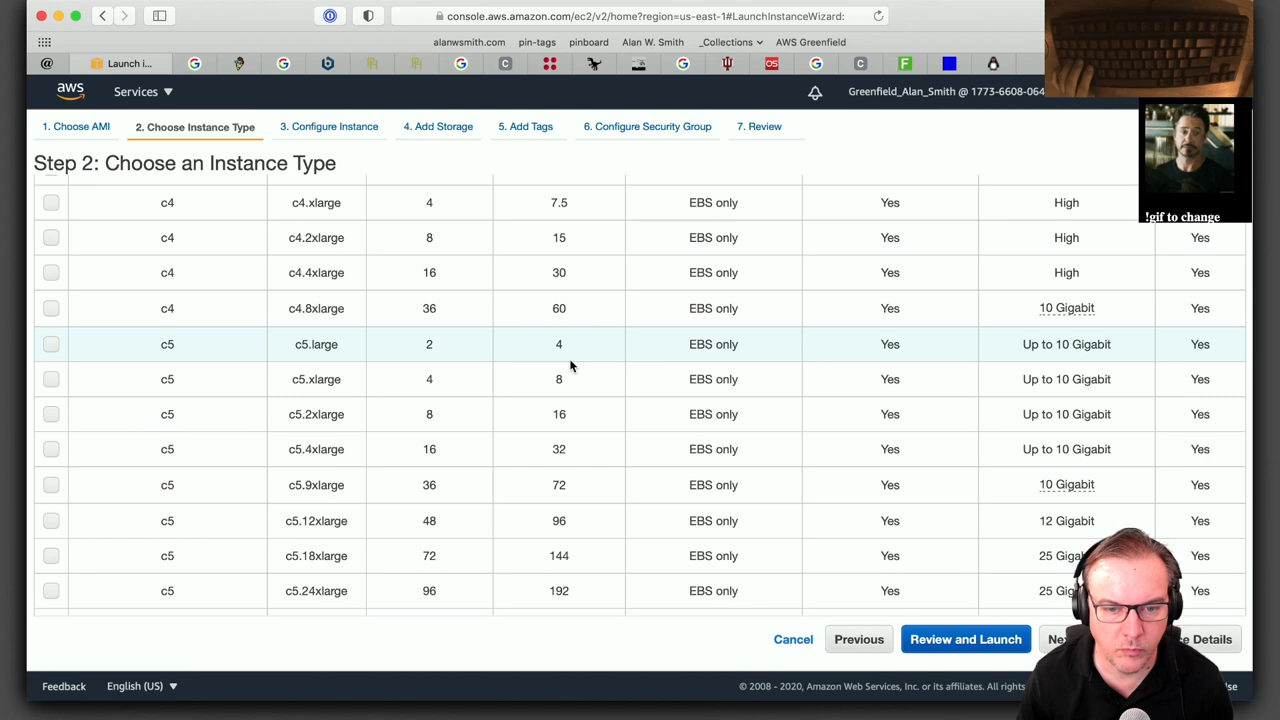 console.aws.amazon.com/ec2/v2/home?region=us-east-1#LaunchInstanceWizard:
alanwsmith.com pin-tags pinboard Alan W. Smith _Collections AWS Greenfield
Launch i...
aws Services Greenfield_Alan_Smith @ 1773-6608-064
1. Choose AMI 2. Choose Instance Type 3. Configure Instance 4. Add Storage 5. Add Tags 6. Configure Security Group 7. Review
Step 2: Choose an Instance Type
!gif to change
c4 c4.xlarge 4 7.5 EBS only Yes High
c4 c4.2xlarge 8 15 EBS only Yes High Yes
c4 c4.4xlarge 16 30 EBS only Yes High Yes
c4 c4.8xlarge 36 60 EBS only Yes 10 Gigabit Yes
c5 c5.large 2 4 EBS only Yes Up to 10 Gigabit Yes
c5 c5.xlarge 4 8 EBS only Yes Up to 10 Gigabit Yes
c5 c5.2xlarge 8 16 EBS only Yes Up to 10 Gigabit Yes
c5 c5.4xlarge 16 32 EBS only Yes Up to 10 Gigabit Yes
c5 c5.9xlarge 36 72 EBS only Yes 10 Gigabit Yes
c5 c5.12xlarge 48 96 EBS only Yes 12 Gigabit Yes
c5 c5.18xlarge 72 144 EBS only Yes 25 Giga Yes
c5 c5.24xlarge 96 192 EBS only Yes 25 Gig Yes
Cancel Previous Review and Launch Ne e Details
Feedback English (US) © 2008 - 2020, Amazon Web Services, Inc. or its affiliates. All rights